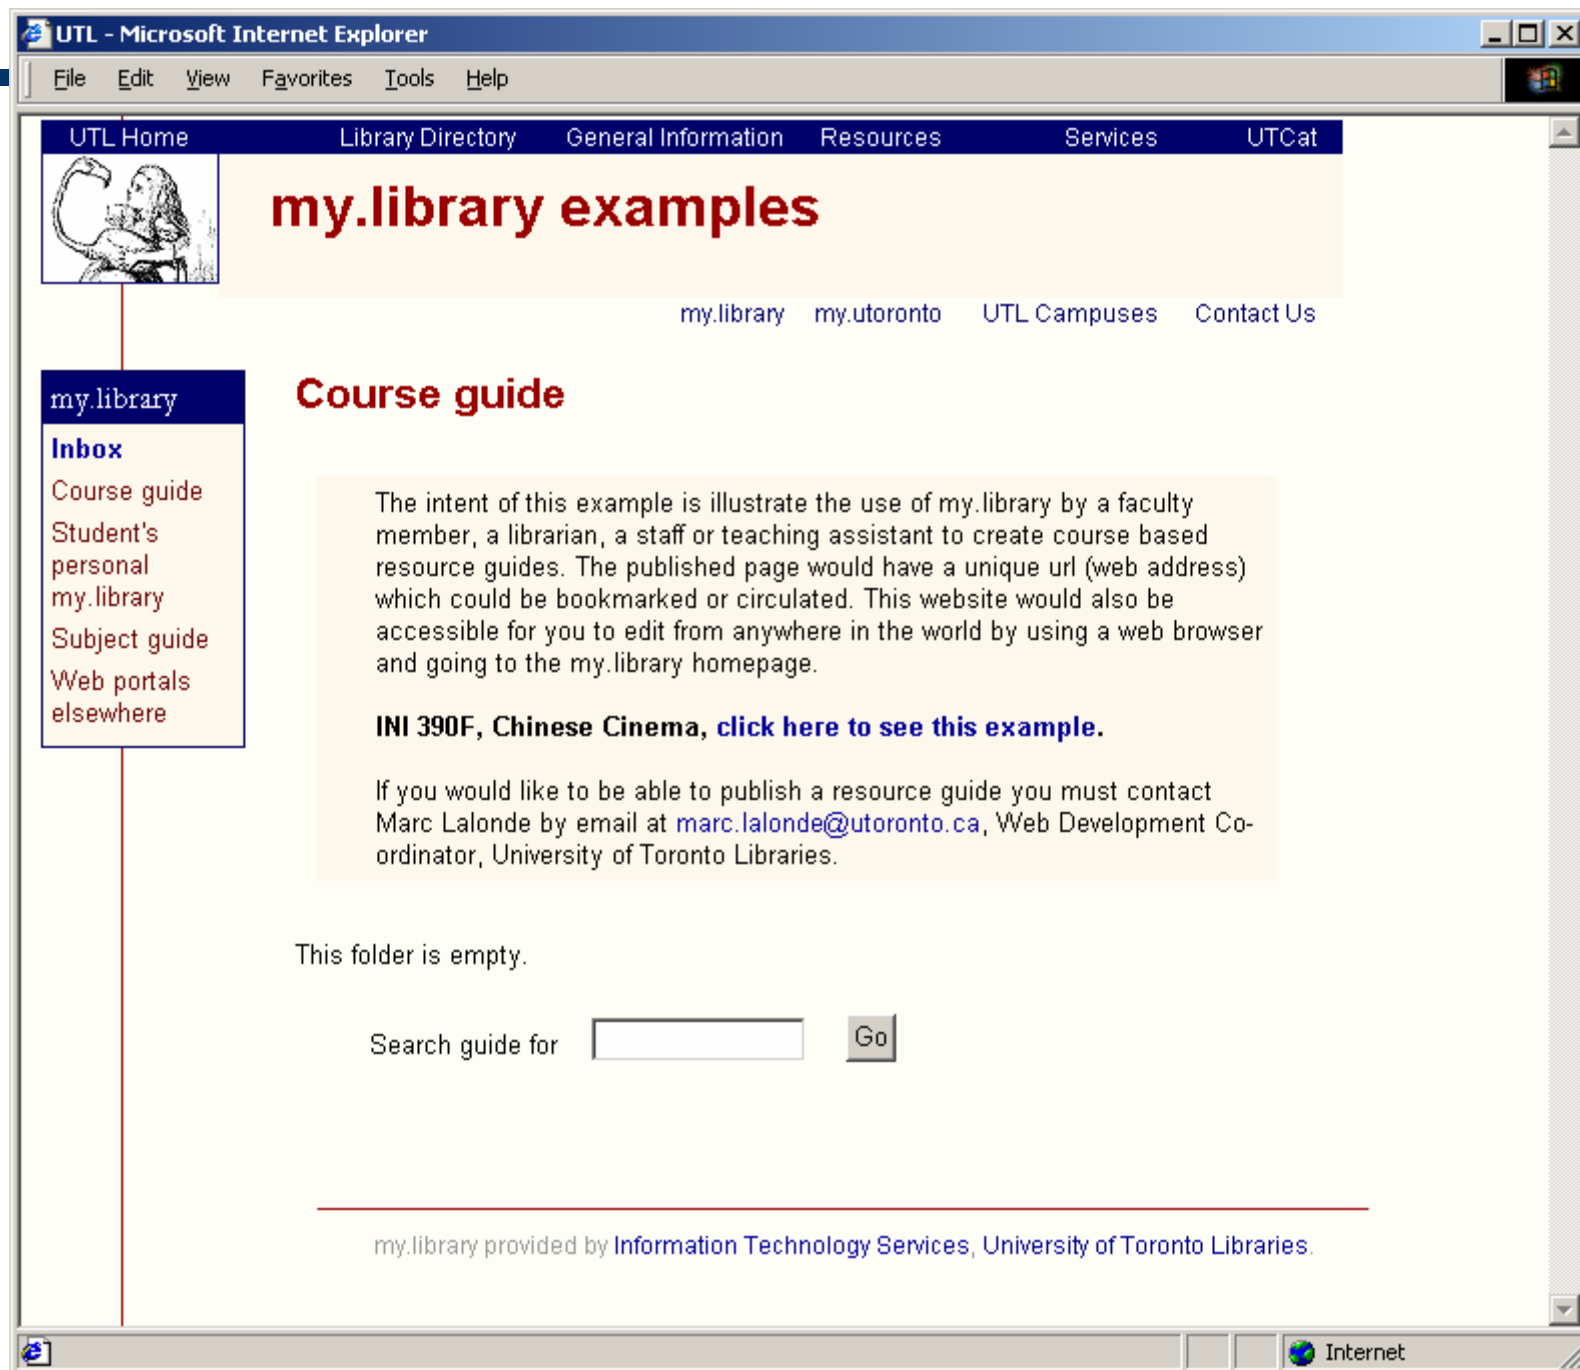 UTL - Microsoft Internet Explorer
File Edit View Favorites Tools Help
UTL Home Library Directory General Information Resources Services UTCat
my.library examples
my.library my.utoronto UTL Campuses Contact Us
my.library
Inbox
Course guide
Student's
personal
my.library
Subject guide
Web portals
elsewhere
Course guide
The intent of this example is illustrate the use of my.library by a faculty
member, a librarian, a staff or teaching assistant to create course based
resource guides. The published page would have a unique url (web address)
which could be bookmarked or circulated. This website would also be
accessible for you to edit from anywhere in the world by using a web browser
and going to the my.library homepage.
INI 390F, Chinese Cinema, click here to see this example.
If you would like to be able to publish a resource guide you must contact
Marc Lalonde by email at marc.lalonde@utoronto.ca, Web Development Co-
ordinator, University of Toronto Libraries.
This folder is empty.
Search guide for Go
my.library provided by Information Technology Services, University of Toronto Libraries.
Internet